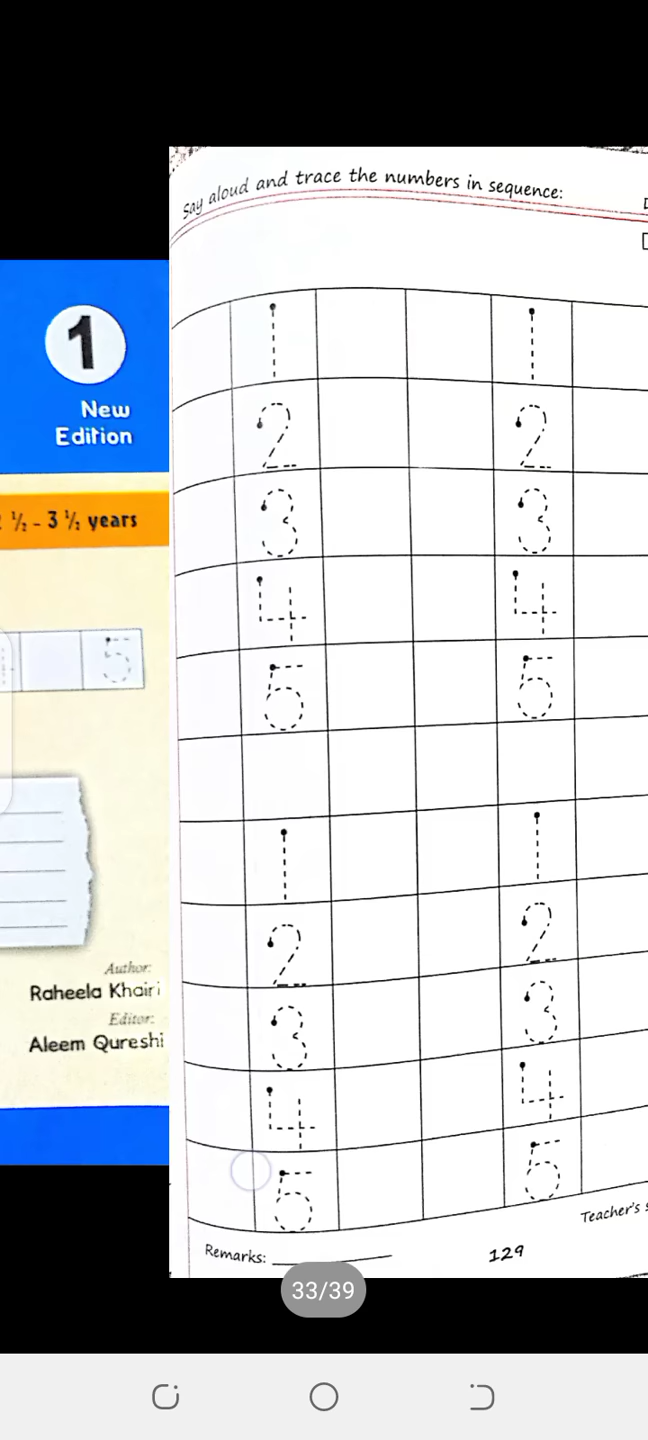 1
New
Edition
½ - 3 ½ years
5
Author:
Raheela Khairi
Editor:
Aleem Qureshi
Say aloud and trace the numbers in sequence:
1 1
2 2
3 3
4 4
5 5
1 1
2 2
3 3
4 4
5 5
Remarks:
129
Teacher's
33/39